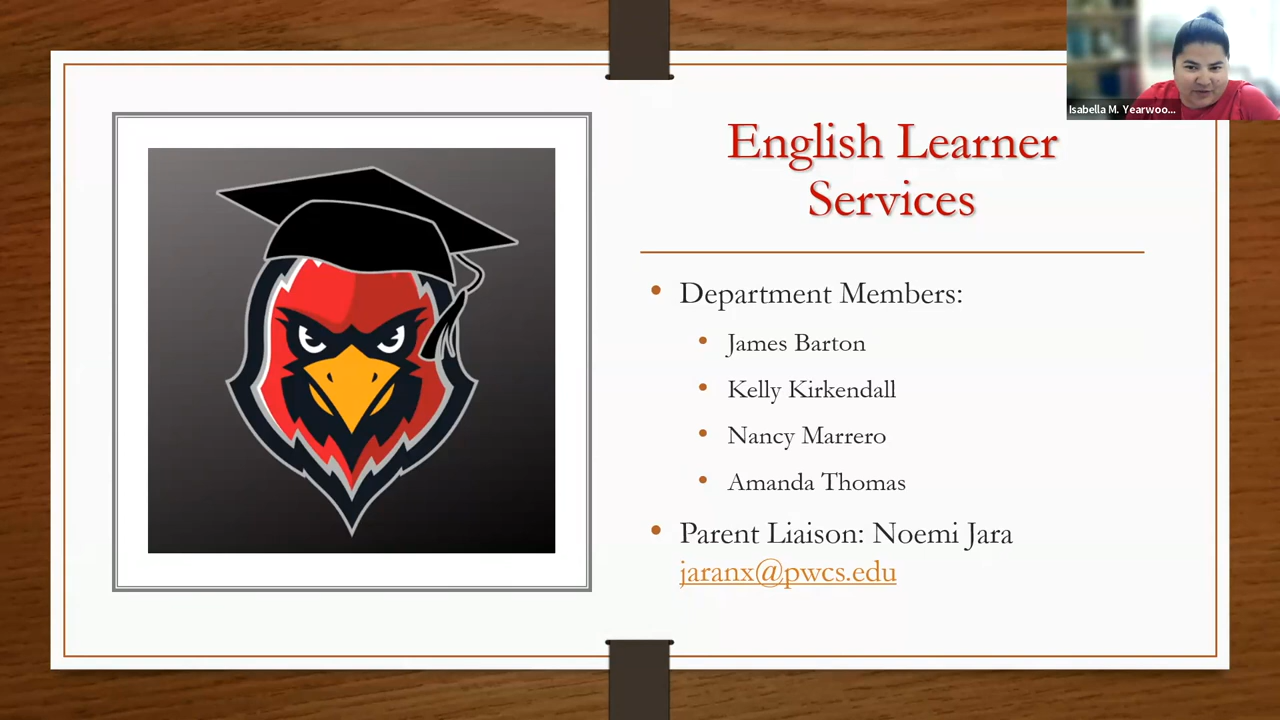 Isabella M. Yearwoo...
English Learner
Services
Department Members:
James Barton
Kelly Kirkendall
Nancy Marrero
Amanda Thomas
Parent Liaison: Noemi Jara
jaranx@pwcs.edu